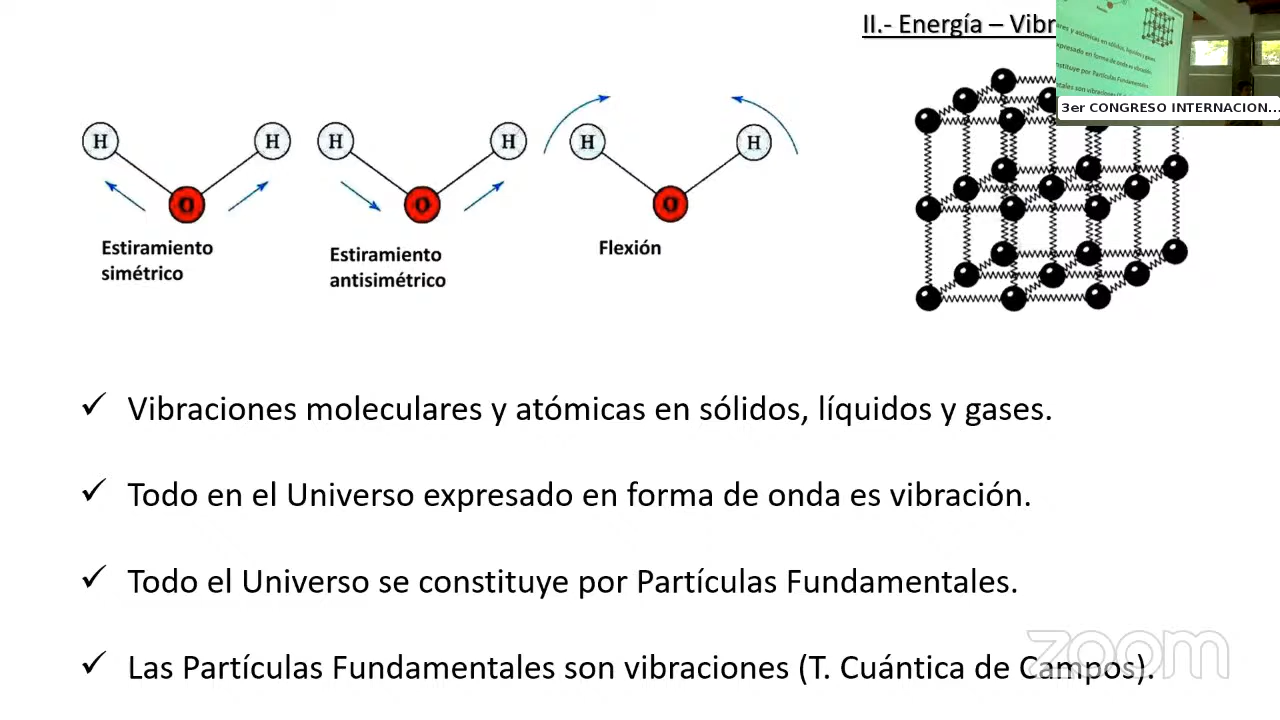 II.- Energía – Vibr
3er CONGRESO INTERNACION...
H
H
O
Estiramiento
simétrico
H
H
O
Estiramiento
antisimétrico
H
H
O
Flexión
✓ Vibraciones moleculares y atómicas en sólidos, líquidos y gases.
✓ Todo en el Universo expresado en forma de onda es vibración.
✓ Todo el Universo se constituye por Partículas Fundamentales.
✓ Las Partículas Fundamentales son vibraciones (T. Cuántica de Campos).
zoom